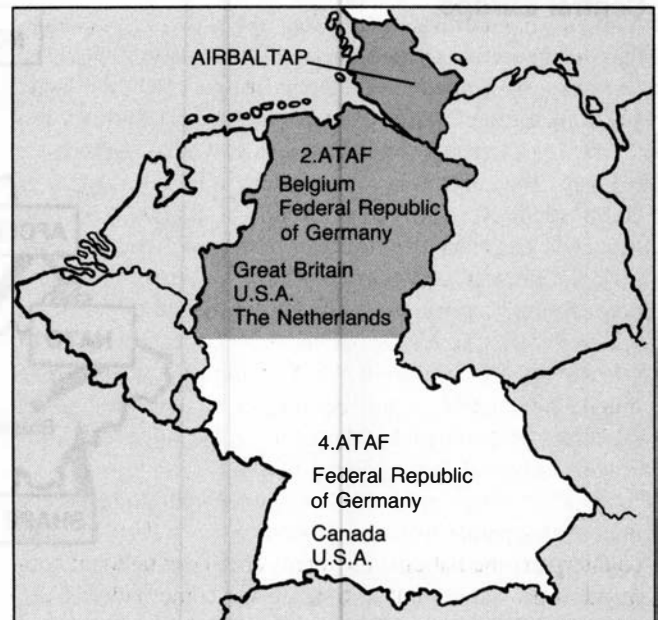 AIRBALTAP
2.ATAF
Belgium
Federal Republic
of Germany
Great Britain
U.S.A.
The Netherlands
4.ATAF
Federal Republic
of Germany
Canada
U.S.A.